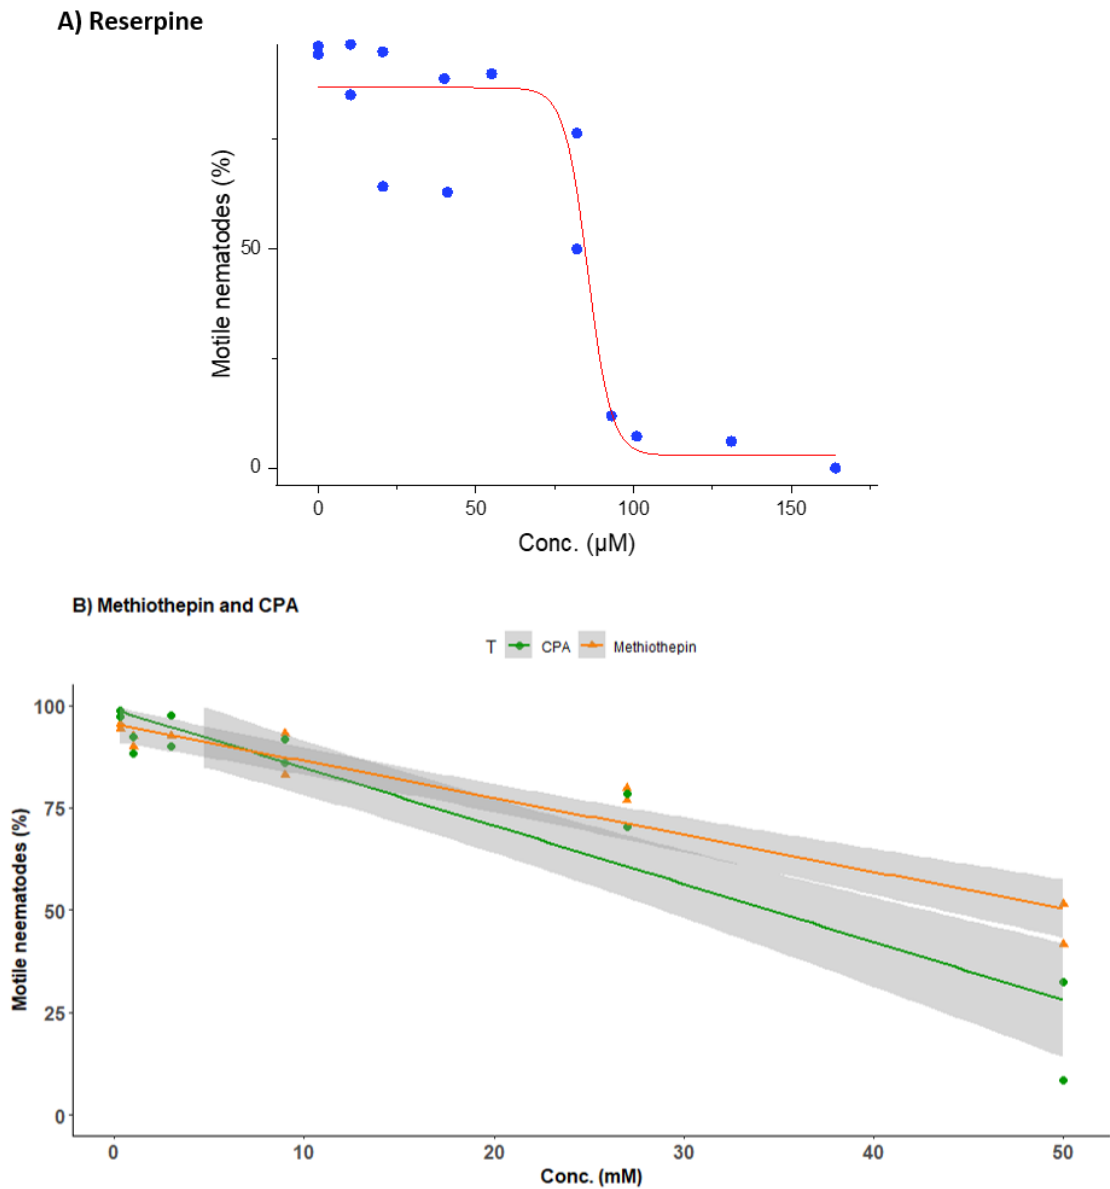 A) Reserpine
Motile nematodes (%)
50
0
0 50 100 150
Conc. (µM)
B) Methiothepin and CPA
T CPA Methiothepin
Motile neematodes (%)
100
75
50
25
0
0 10 20 30 40 50
Conc. (mM)